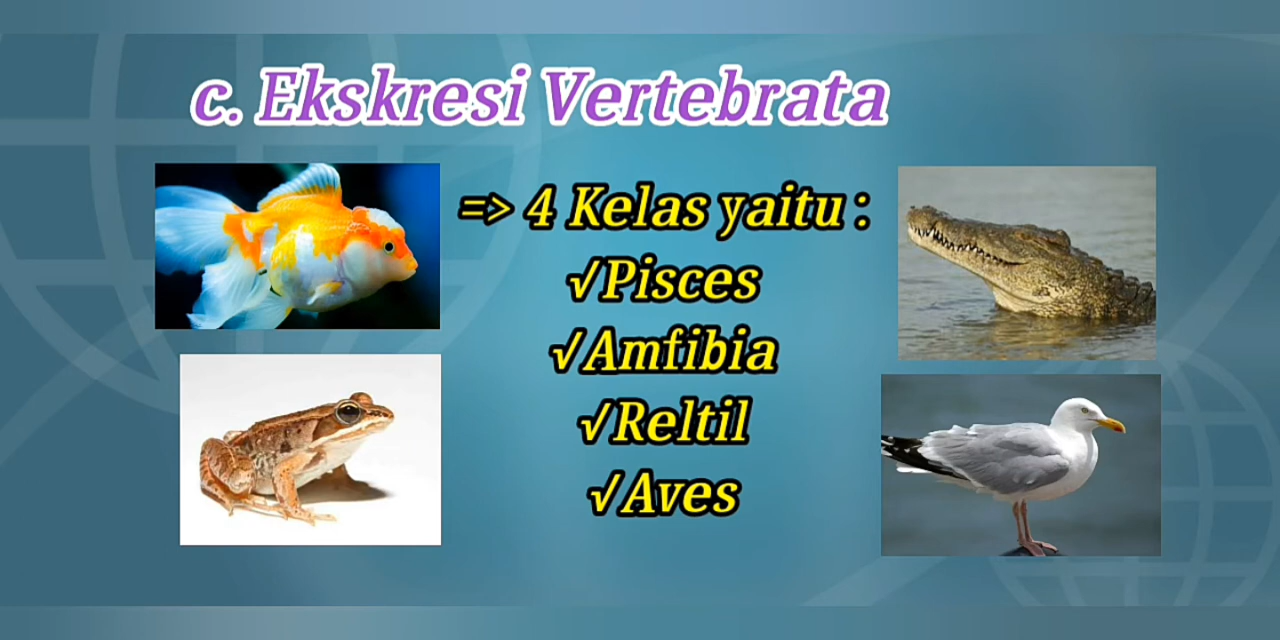 c. Ekskresi Vertebrata
=> 4 Kelas yaitu :
√Pisces
√Amfibia
√Reltil
√Aves